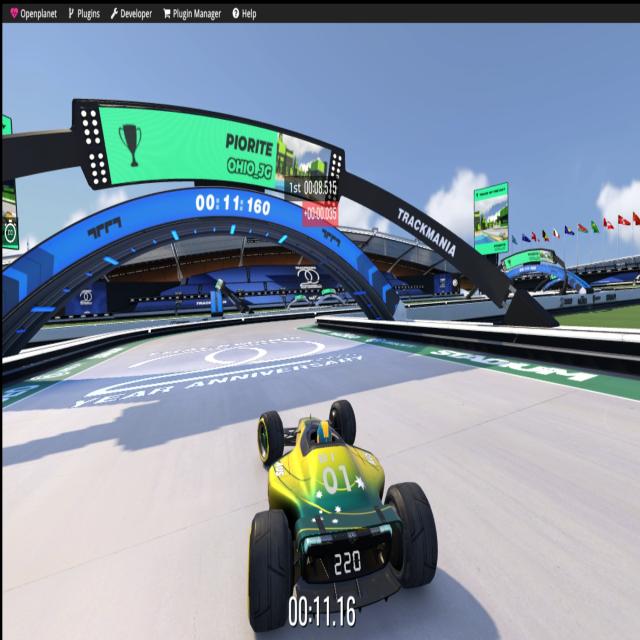 Openplanet Plugins Developer Plugin Manager Help
PIORITE
OHIO_3G
1st 00:08.515
+00:00.035
00:11:160
TRACKMANIA
YEAR ANNIVERSARY
STADIUM
01
220
00:11.16